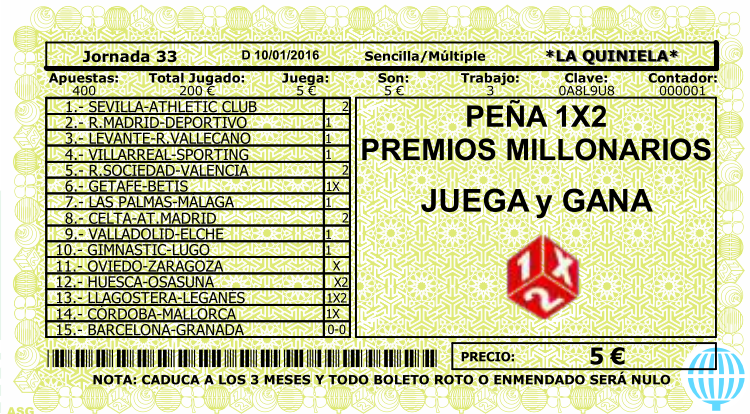 Jornada 33 D 10/01/2016 Sencilla/Múltiple *LA QUINIELA*
Apuestas: Total Jugado: Juega: Son: Trabajo: Clave: Contador:
400 200 € 5 € 5 € 3 0A8L9U8 000001
1.- SEVILLA-ATHLETIC CLUB 2
2.- R.MADRID-DEPORTIVO 1
3.- LEVANTE-R.VALLECANO 1
4.- VILLARREAL-SPORTING 1
5.- R.SOCIEDAD-VALENCIA 2
6.- GETAFE-BETIS 1X
7.- LAS PALMAS-MALAGA 1
8.- CELTA-AT.MADRID 2
9.- VALLADOLID-ELCHE 1
10.- GIMNASTIC-LUGO 1
11.- OVIEDO-ZARAGOZA X
12.- HUESCA-OSASUNA X2
13.- LLAGOSTERA-LEGANES 1X2
14.- CÓRDOBA-MALLORCA 1X
15.- BARCELONA-GRANADA 0-0
PEÑA 1X2
PREMIOS MILLONARIOS
JUEGA y GANA
1 X
2
PRECIO: 5 €
NOTA: CADUCA A LOS 3 MESES Y TODO BOLETO ROTO O ENMENDADO SERÁ NULO
ASG